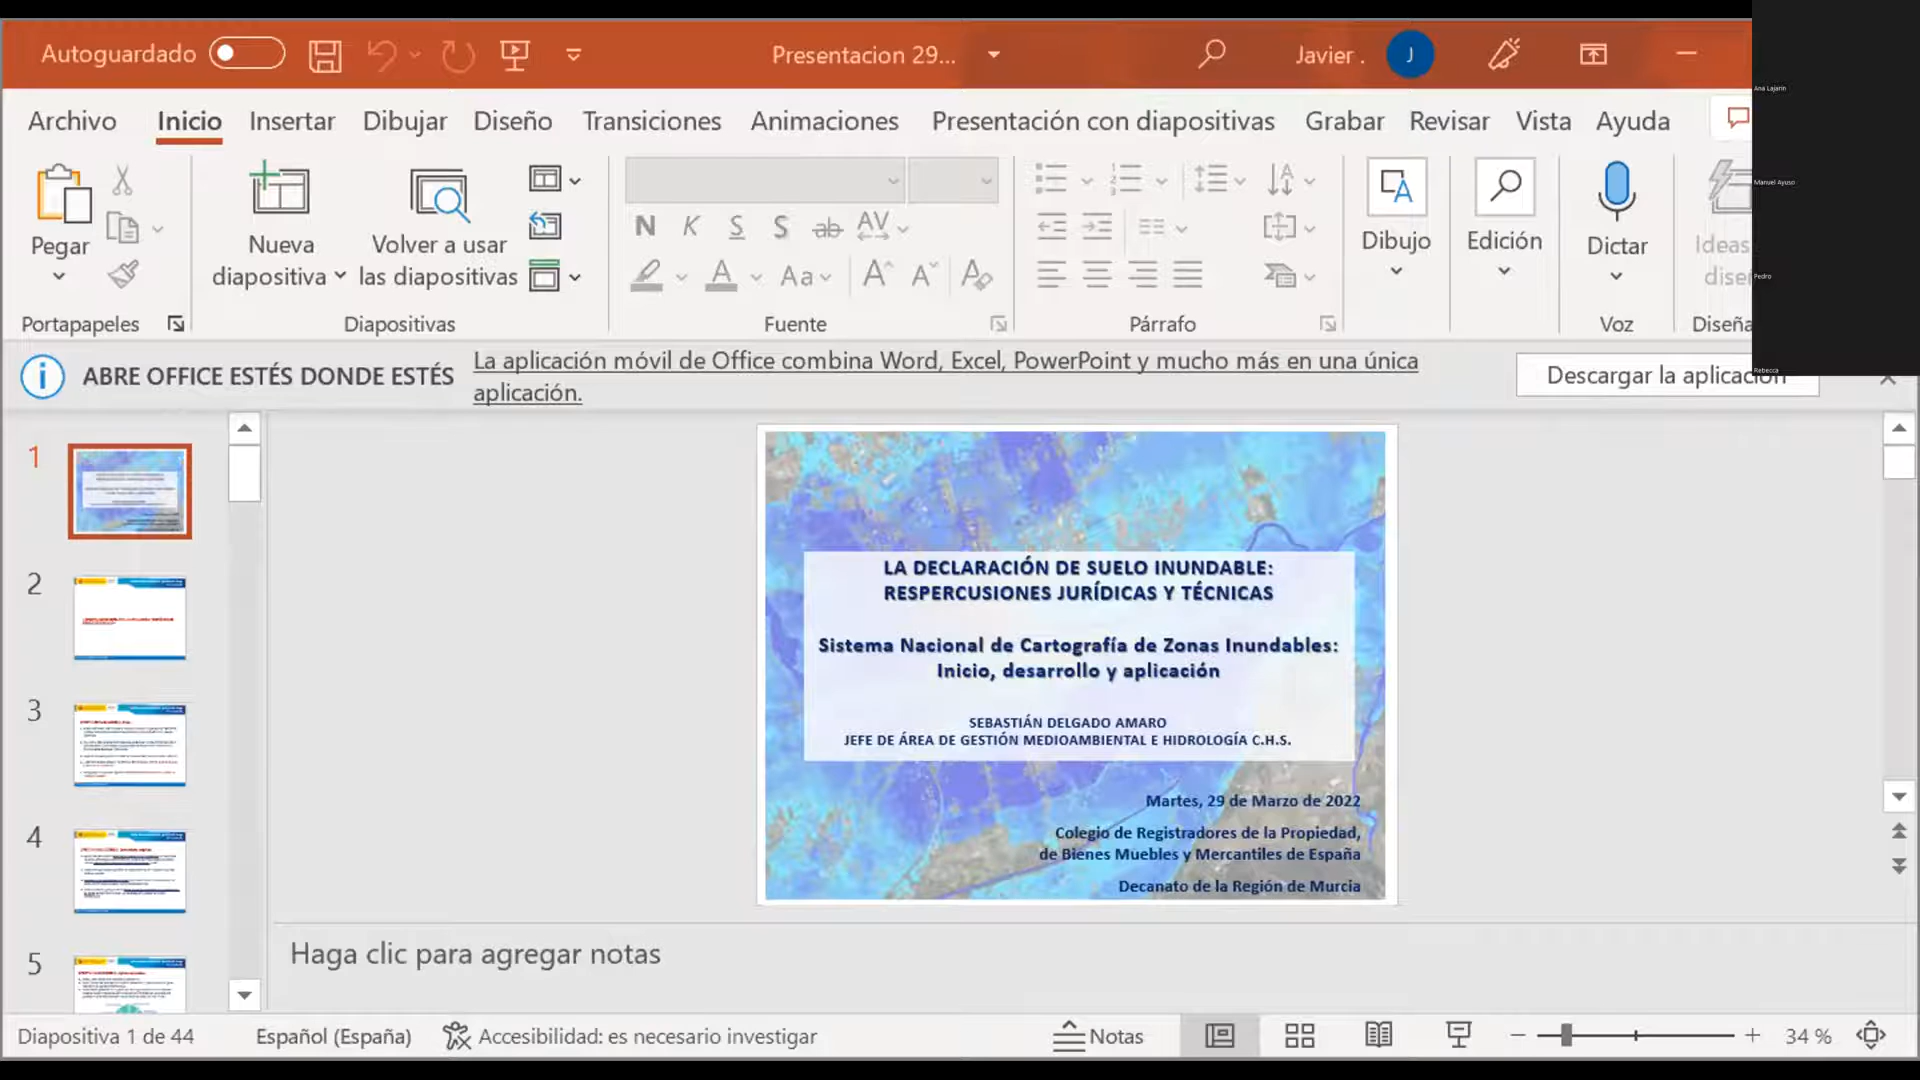 Autoguardado
Presentacion 29...
Javier .
J
Archivo Inicio Insertar Dibujar Diseño Transiciones Animaciones Presentación con diapositivas Grabar Revisar Vista Ayuda
Pegar
Nueva diapositiva
Volver a usar las diapositivas
N K S S ab AV
A Aa A A A
Dibujo
Edición
Dictar
Ideas
Portapapeles
Diapositivas
Fuente
Párrafo
Voz
Ana Lajarin
Manuel Ayuso
Pedro
Rebecca
ABRE OFFICE ESTÉS DONDE ESTÉS
La aplicación móvil de Office combina Word, Excel, PowerPoint y mucho más en una única
aplicación.
Descargar la aplicación
1
2
3
4
5
LA DECLARACIÓN DE SUELO INUNDABLE:
RESPERCUSIONES JURÍDICAS Y TÉCNICAS
Sistema Nacional de Cartografía de Zonas Inundables:
Inicio, desarrollo y aplicación
SEBASTIÁN DELGADO AMARO
JEFE DE ÁREA DE GESTIÓN MEDIOAMBIENTAL E HIDROLOGÍA C.H.S.
Martes, 29 de Marzo de 2022
Colegio de Registradores de la Propiedad,
de Bienes Muebles y Mercantiles de España
Decanato de la Región de Murcia
Haga clic para agregar notas
Diapositiva 1 de 44
Español (España)
Accesibilidad: es necesario investigar
Notas
34 %